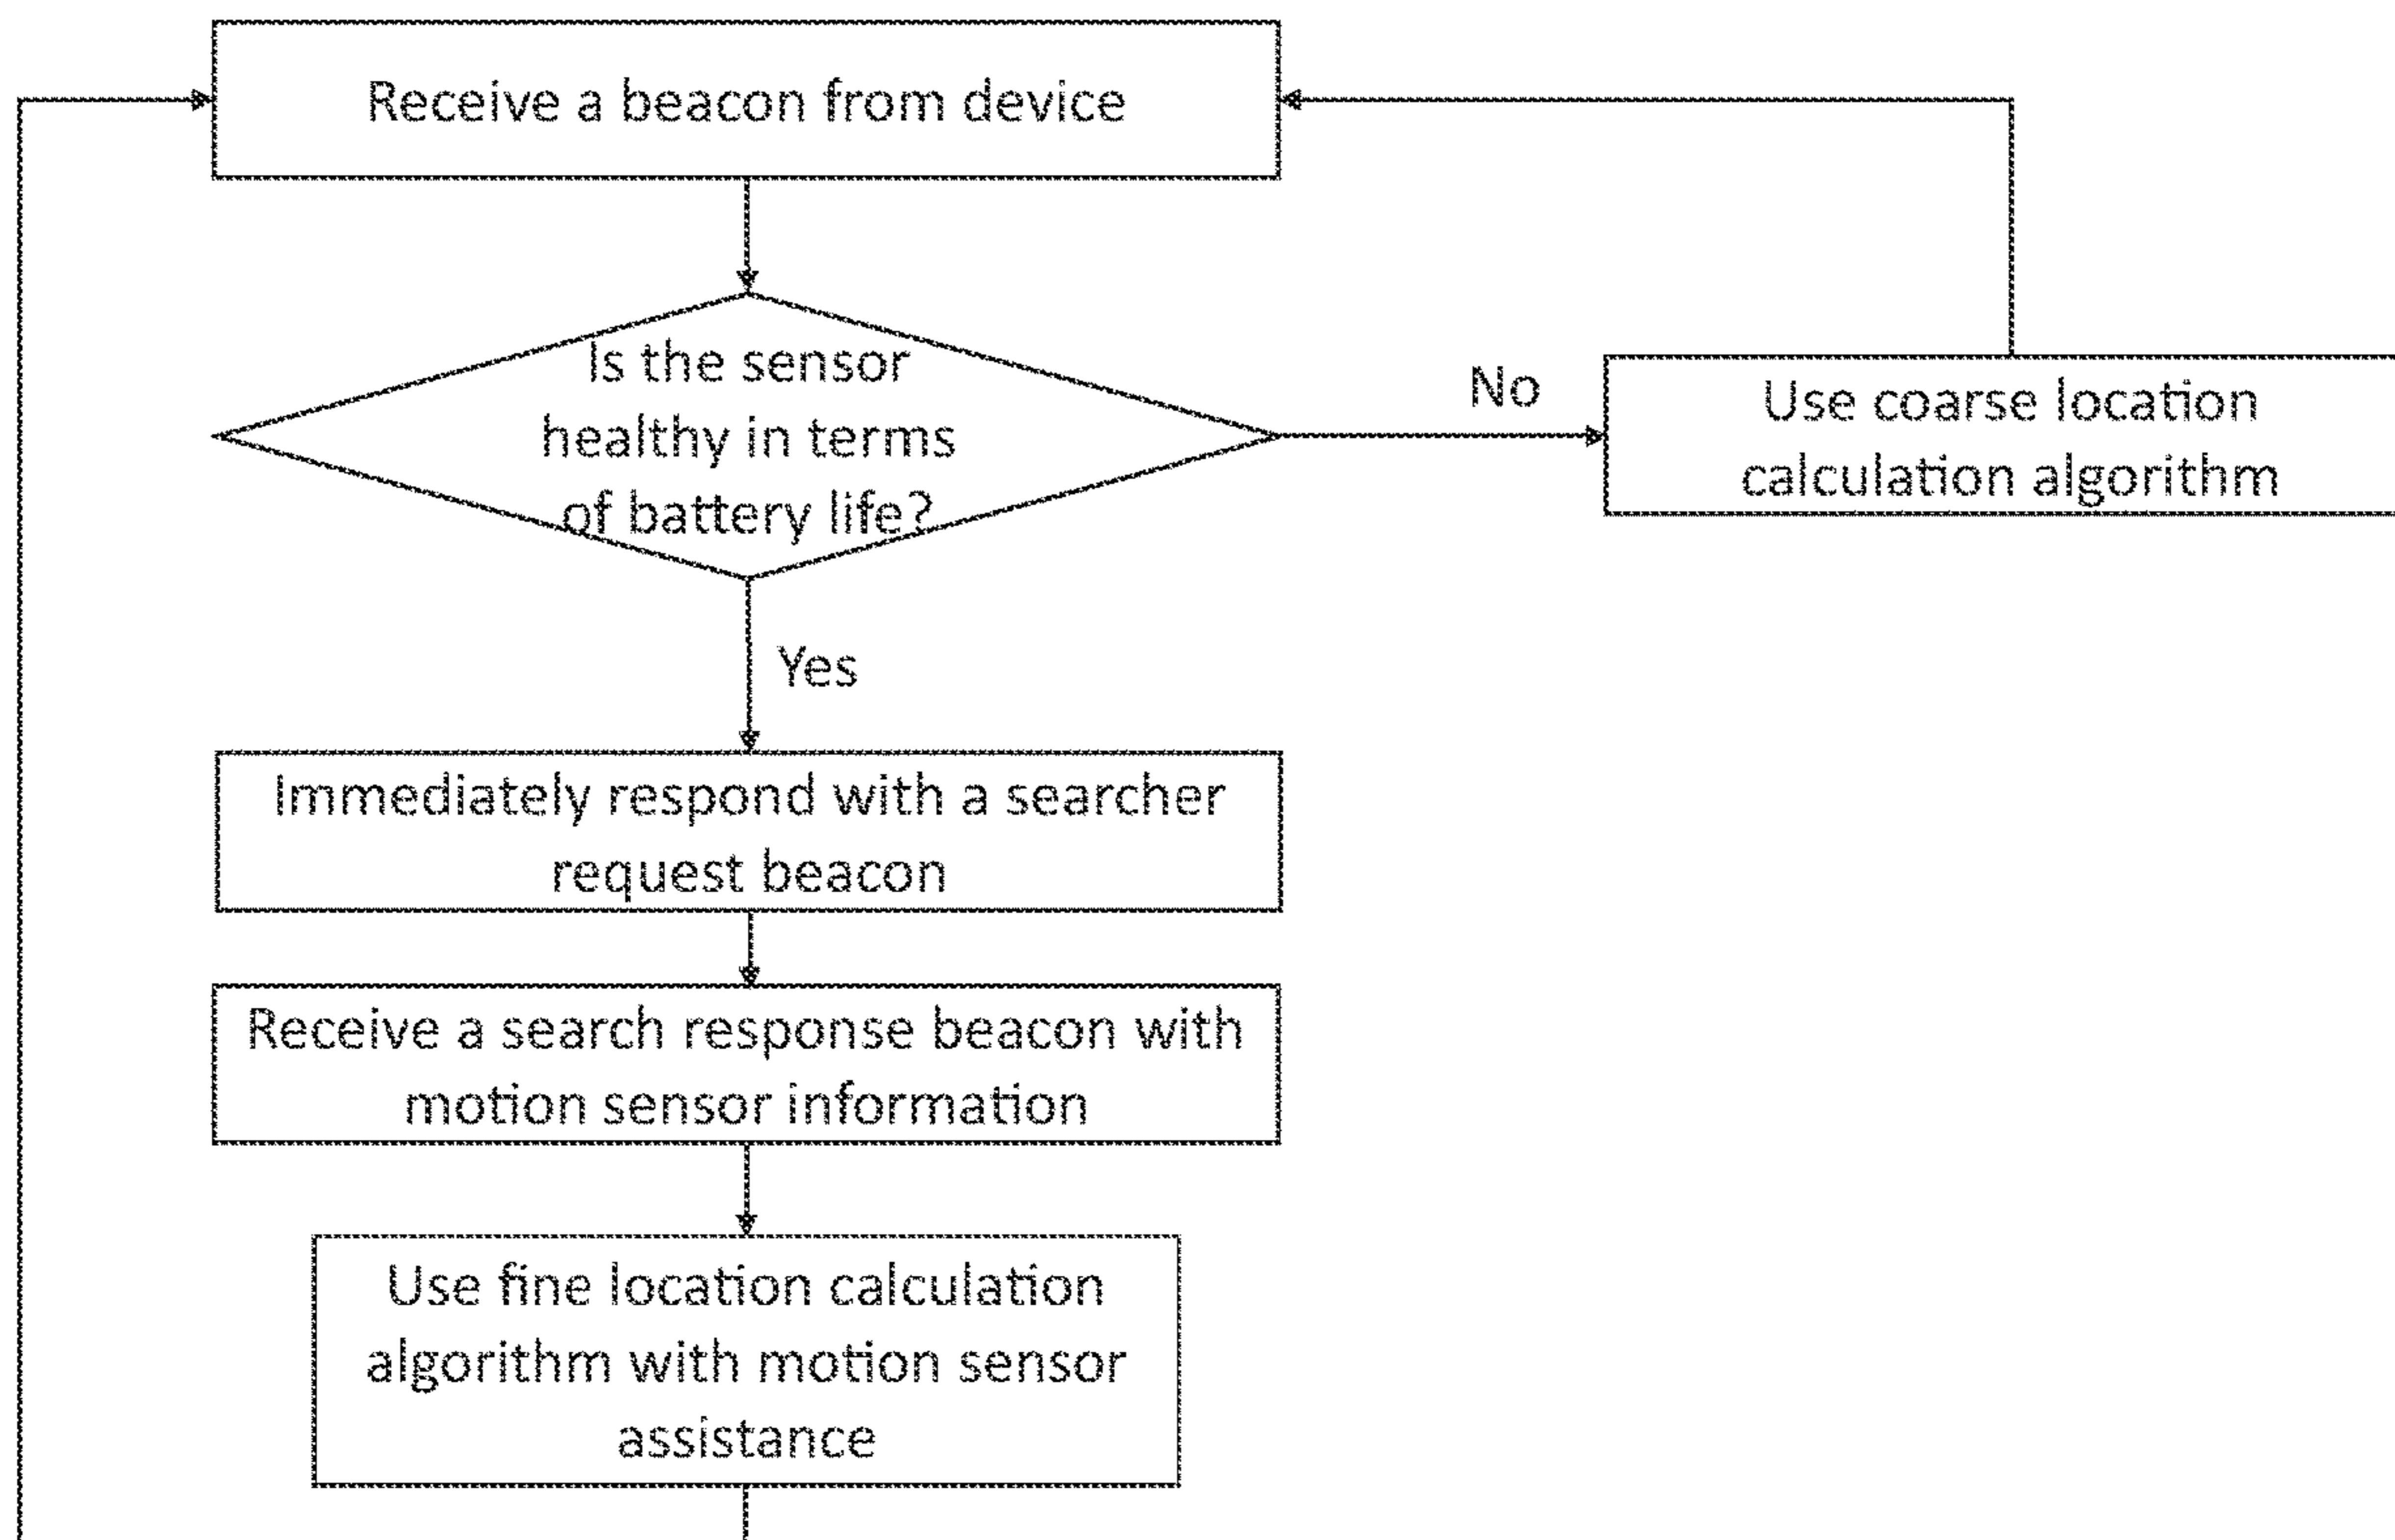 Receive a beacon from device
Is the sensor
healthy in terms
of battery life?
No
Use coarse location
calculation algorithm
Yes
Immediately respond with a searcher
request beacon
Receive a search response beacon with
motion sensor information
Use fine location calculation
algorithm with motion sensor
assistance